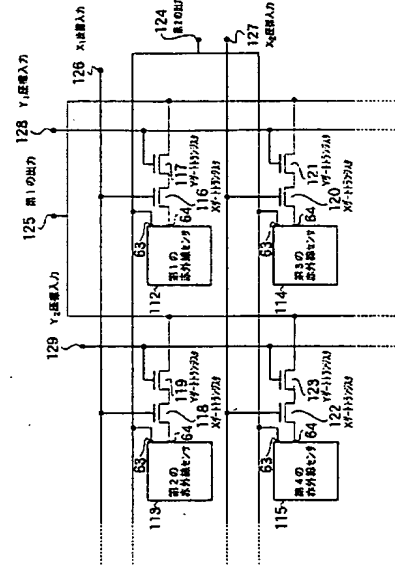 129
Y₂座標入力
125 第1の出力
128
Y₁座標入力
126
X₁座標入力
113
第2の
赤外線センサ
63
64
118
Xゲートトランジスタ
119
Yゲートトランジスタ
112
第1の
赤外線センサ
63
64
116
Xゲートトランジスタ
117
Yゲートトランジスタ
124
第2の出力
127
X₂座標入力
115
第4の
赤外線センサ
63
64
122
Xゲートトランジスタ
123
Yゲートトランジスタ
114
第3の
赤外線センサ
63
64
120
Xゲートトランジスタ
121
Yゲートトランジスタ